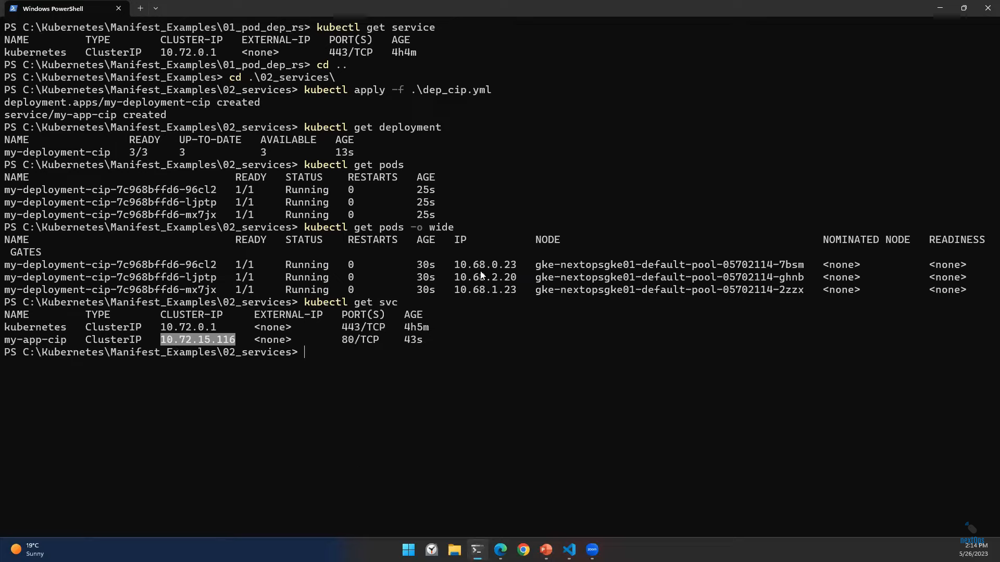 Windows PowerShell
PS C:\Kubernetes\Manifest_Examples\01_pod_dep_rs> kubectl get service
NAME TYPE CLUSTER-IP EXTERNAL-IP PORT(S) AGE
kubernetes ClusterIP 10.72.0.1 <none> 443/TCP 4h4m
PS C:\Kubernetes\Manifest_Examples\01_pod_dep_rs> cd ..
PS C:\Kubernetes\Manifest_Examples> cd .\02_services\
PS C:\Kubernetes\Manifest_Examples\02_services> kubectl apply -f .\dep_cip.yml
deployment.apps/my-deployment-cip created
service/my-app-cip created
PS C:\Kubernetes\Manifest_Examples\02_services> kubectl get deployment
NAME READY UP-TO-DATE AVAILABLE AGE
my-deployment-cip 3/3 3 3 13s
PS C:\Kubernetes\Manifest_Examples\02_services> kubectl get pods
NAME READY STATUS RESTARTS AGE
my-deployment-cip-7c968bffd6-96cl2 1/1 Running 0 25s
my-deployment-cip-7c968bffd6-ljptp 1/1 Running 0 25s
my-deployment-cip-7c968bffd6-mx7jx 1/1 Running 0 25s
PS C:\Kubernetes\Manifest_Examples\02_services> kubectl get pods -o wide
NAME READY STATUS RESTARTS AGE IP NODE NOMINATED NODE READINESS
GATES
my-deployment-cip-7c968bffd6-96cl2 1/1 Running 0 30s 10.68.0.23 gke-nextopsgke01-default-pool-05702114-7bsm <none> <none>
my-deployment-cip-7c968bffd6-ljptp 1/1 Running 0 30s 10.68.2.20 gke-nextopsgke01-default-pool-05702114-ghnb <none> <none>
my-deployment-cip-7c968bffd6-mx7jx 1/1 Running 0 30s 10.68.1.23 gke-nextopsgke01-default-pool-05702114-2zzx <none> <none>
PS C:\Kubernetes\Manifest_Examples\02_services> kubectl get svc
NAME TYPE CLUSTER-IP EXTERNAL-IP PORT(S) AGE
kubernetes ClusterIP 10.72.0.1 <none> 443/TCP 4h5m
my-app-cip ClusterIP 10.72.15.116 <none> 80/TCP 43s
PS C:\Kubernetes\Manifest_Examples\02_services>
nextOps
19°C
Sunny
zoom
2:14 PM
5/26/2023